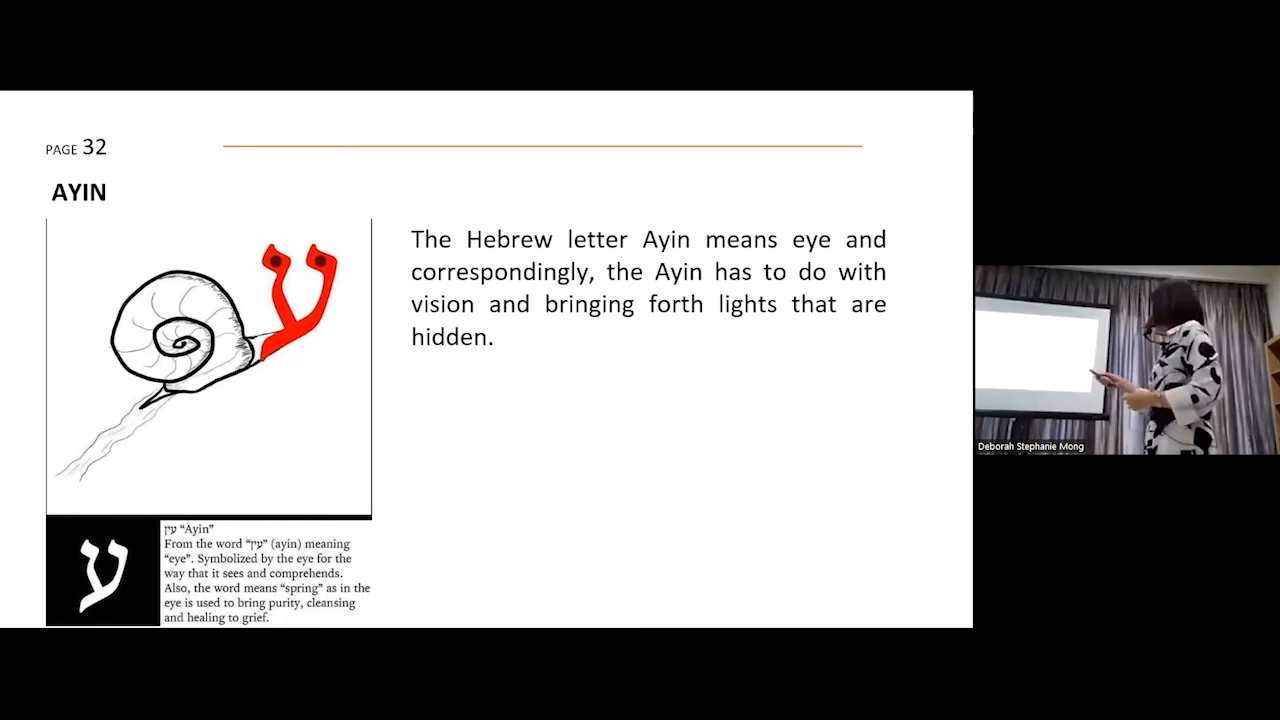 PAGE 32
AYIN
The Hebrew letter Ayin means eye and
correspondingly, the Ayin has to do with
vision and bringing forth lights that are
hidden.
ע
עין “Ayin”
From the word “עין” (ayin) meaning
“eye”. Symbolized by the eye for the
way that it sees and comprehends.
Also, the word means “spring” as in the
eye is used to bring purity, cleansing
and healing to grief.
ע
Deborah Stephanie Mong